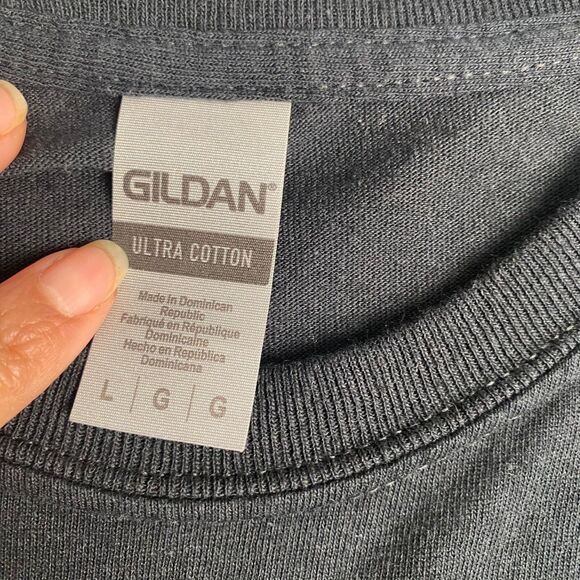 GILDAN®
ULTRA COTTON
Made in Dominican
Republic
Fabriqué en République
Dominicaine
Hecho en República
Dominicana
L | G | G